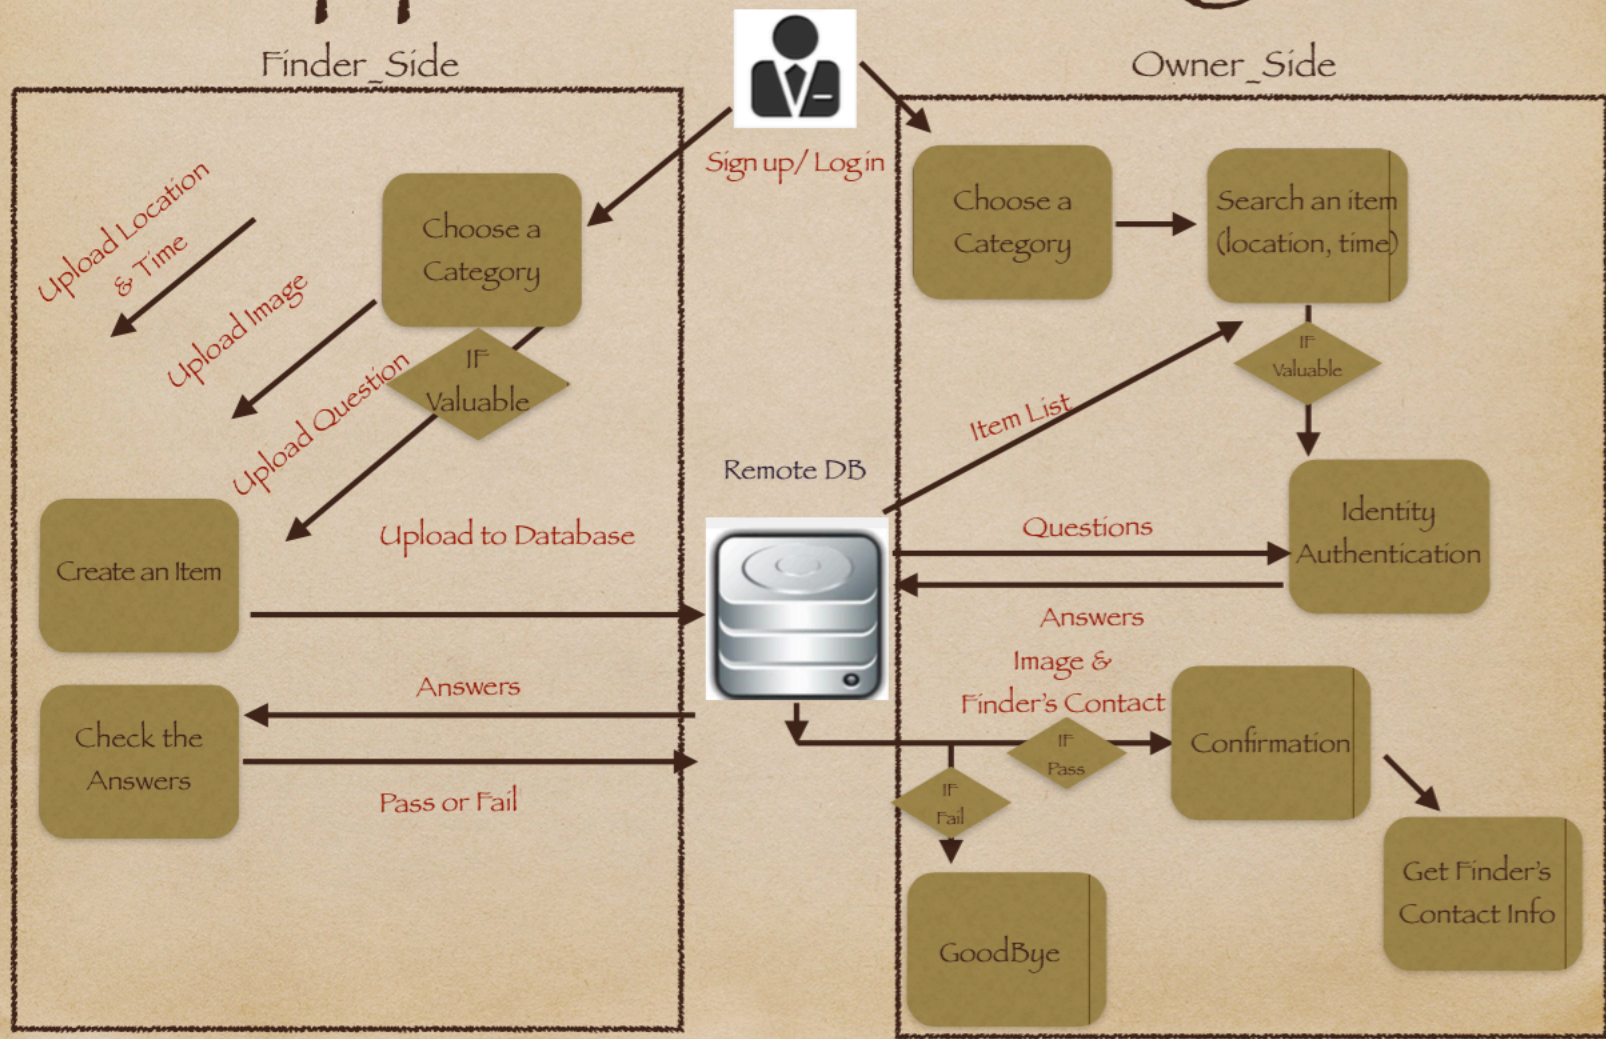 Finder_Side
Owner_Side
Sign up/ Log in
Upload Location
& Time
Upload Image
Upload Question
Choose a
Category
IF
Valuable
Create an Item
Upload to Database
Check the
Answers
Answers
Pass or Fail
Remote DB
Choose a
Category
Search an item
(location, time)
IF
Valuable
Item List
Questions
Identity
Authentication
Answers
Image &
Finder's Contact
IF
Pass
Confirmation
IF
Fail
GoodBye
Get Finder's
Contact Info